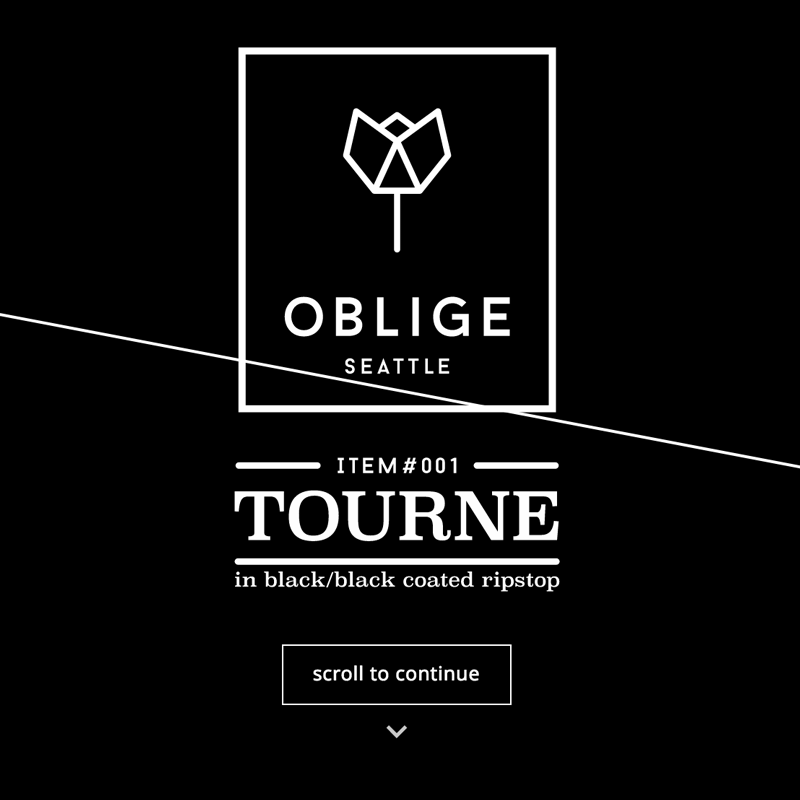 OBLIGE
SEATTLE
ITEM#001
TOURNE
in black/black coated ripstop
scroll to continue